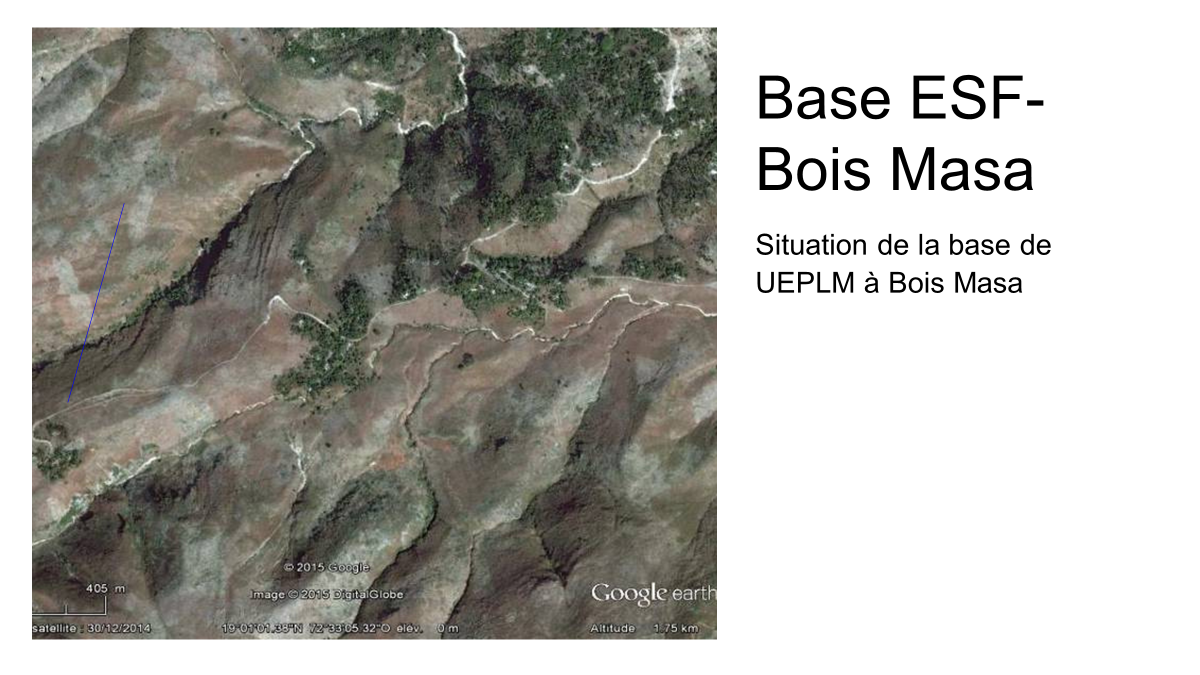 Base ESF-
Bois Masa
Situation de la base de
UEPLM à Bois Masa
© 2015 Google
Image © 2015 DigitalGlobe
405 m
Google earth
satellite : 30/12/2014 19°01'01.38"N 72°33'05.32"O elév. 0 m Altitude 1.75 km